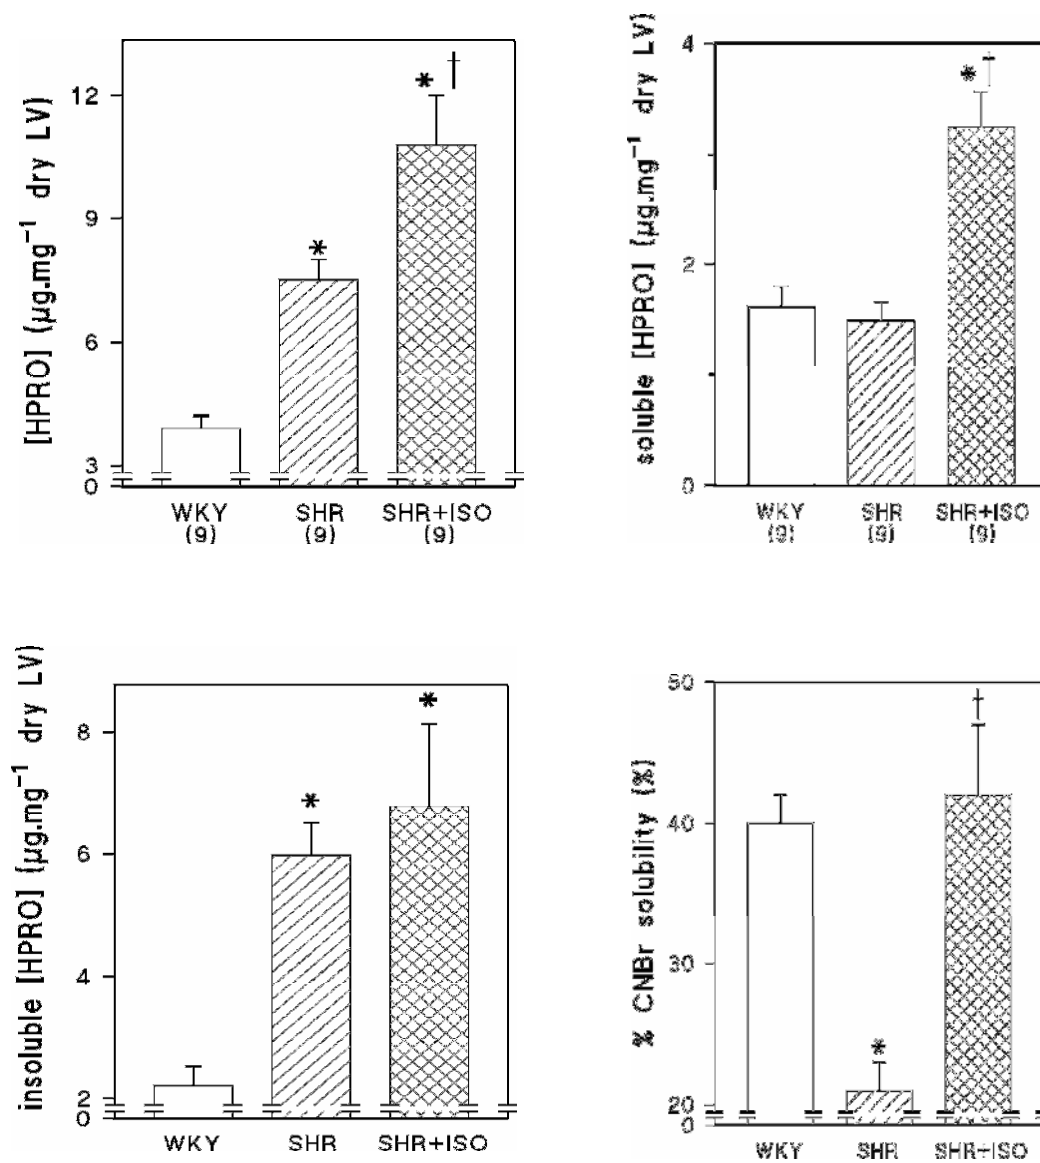 [HPRO] (µg.mg⁻¹ dry LV)
12
9
6
3
0
* †
*
WKY
(9)
SHR
(9)
SHR+ISO
(9)
soluble [HPRO] (µg.mg⁻¹ dry LV)
4
2
0
* †
WKY
(9)
SHR
(9)
SHR+ISO
(9)
insoluble [HPRO] (µg.mg⁻¹ dry LV)
8
6
4
2
0
*
*
WKY
SHR
SHR+ISO
% CNBr solubility (%)
50
40
30
20
0
†
*
WKY
SHR
SHR+ISO